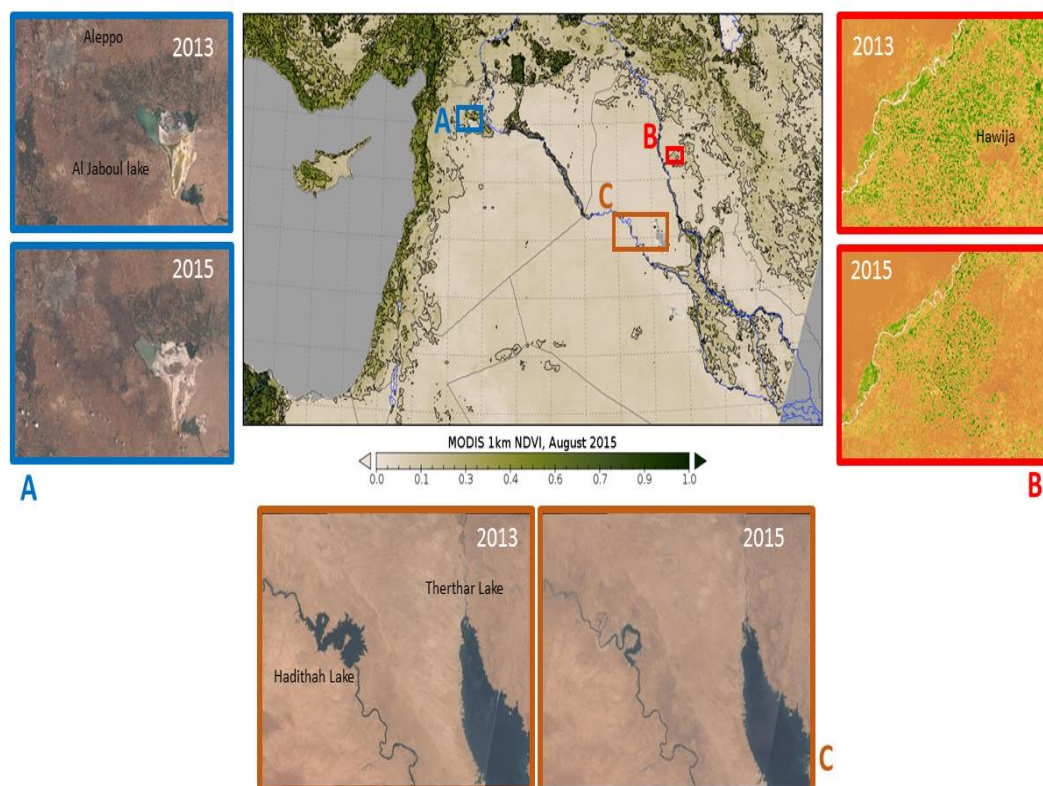 Aleppo
2013
Al Jaboul lake
2015
A
A
B
C
MODIS 1km NDVI, August 2015
0.0 0.1 0.3 0.4 0.6 0.7 0.9 1.0
2013
Hawija
2015
B
2013
Therthar Lake
Hadithah Lake
2015
C